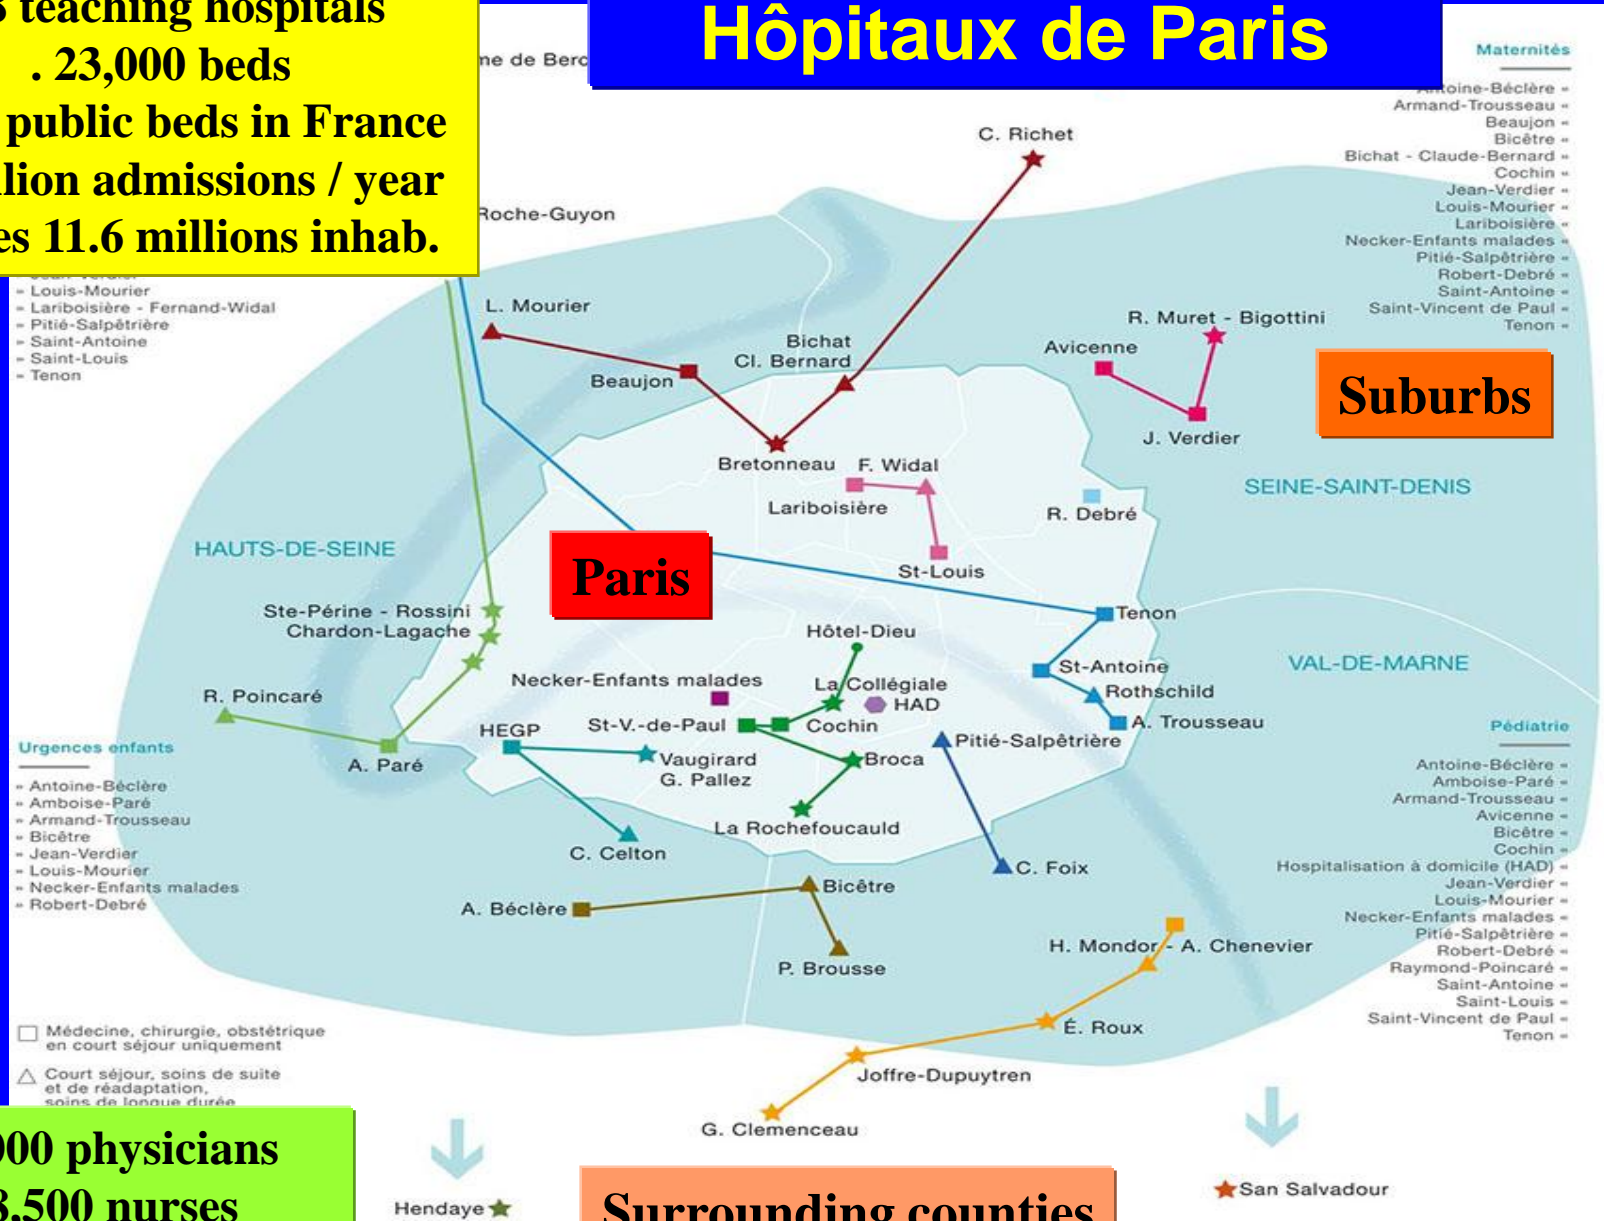 teaching hospitals
. 23,000 beds
public beds in France
admissions / year
11.6 millions inhab.
Hôpitaux de Paris
me de Berc
Roche-Guyon
Maternités
Antoine-Béclère
Armand-Trousseau
Beaujon
Bicêtre
Bichat - Claude-Bernard
Cochin
Jean-Verdier
Louis-Mourier
Lariboisière
Necker-Enfants malades
Pitié-Salpêtrière
Robert-Debré
Saint-Antoine
Saint-Vincent de Paul
Tenon
Louis-Mourier
Lariboisière - Fernand-Widal
Pitié-Salpêtrière
Saint-Antoine
Saint-Louis
Tenon
C. Richet
L. Mourier
Bichat
Cl. Bernard
Beaujon
Bretonneau
R. Muret - Bigottini
Avicenne
J. Verdier
Suburbs
F. Widal
Lariboisière
St-Louis
R. Debré
SEINE-SAINT-DENIS
HAUTS-DE-SEINE
Paris
Ste-Périne - Rossini
Chardon-Lagache
R. Poincaré
A. Paré
Hôtel-Dieu
Necker-Enfants malades
La Collégiale
HAD
St-V.-de-Paul
Cochin
HEGP
Vaugirard
G. Pallez
Broca
La Rochefoucauld
C. Celton
Tenon
St-Antoine
Rothschild
A. Trousseau
Pitié-Salpêtrière
C. Foix
VAL-DE-MARNE
Urgences enfants
Antoine-Béclère
Amboise-Paré
Armand-Trousseau
Bicêtre
Jean-Verdier
Louis-Mourier
Necker-Enfants malades
Robert-Debré
Pédiatrie
Antoine-Béclère
Amboise-Paré
Armand-Trousseau
Avicenne
Bicêtre
Cochin
Hospitalisation à domicile (HAD)
Jean-Verdier
Louis-Mourier
Necker-Enfants malades
Pitié-Salpêtrière
Robert-Debré
Raymond-Poincaré
Saint-Antoine
Saint-Louis
Saint-Vincent de Paul
Tenon
A. Béclère
Bicêtre
P. Brousse
H. Mondor - A. Chenevier
É. Roux
Joffre-Dupuytren
G. Clemenceau
Médecine, chirurgie, obstétrique
en court séjour uniquement
Court séjour, soins de suite
et de réadaptation,
soins de longue durée
000 physicians
3,500 nurses
Hendaye
Surrounding counties
San Salvadour